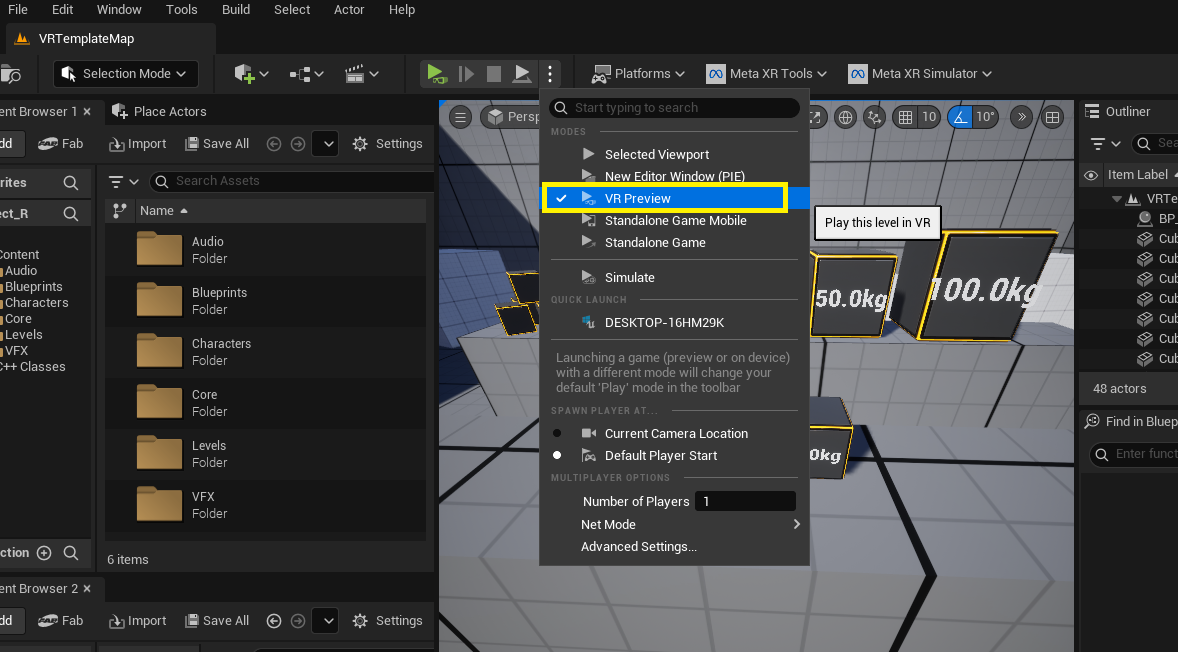 File Edit Window Tools Build Select Actor Help
VRTemplateMap
Selection Mode
Platforms
Meta XR Tools
Meta XR Simulator
ent Browser 1
Place Actors
dd
Fab
Import
Save All
Settings
rites
ect_R
Content
Audio
Blueprints
Characters
Core
Levels
VFX
C++ Classes
ction
Search Assets
Name
Audio
Folder
Blueprints
Folder
Characters
Folder
Core
Folder
Levels
Folder
VFX
Folder
6 items
ent Browser 2
dd
Fab
Import
Save All
Settings
Persp
10
10°
Start typing to search
MODES
Selected Viewport
New Editor Window (PIE)
VR Preview
Standalone Game Mobile
Standalone Game
Simulate
QUICK LAUNCH
DESKTOP-16HM29K
Launching a game (preview or on device)
with a different mode will change your
default 'Play' mode in the toolbar
SPAWN PLAYER AT...
Current Camera Location
Default Player Start
MULTIPLAYER OPTIONS
Number of Players 1
Net Mode
Advanced Settings...
Play this level in VR
50.0kg
100.0kg
0kg
Outliner
Sea
Item Label
VRTe
BP_
Cub
Cub
Cub
Cub
Cub
Cub
Cub
48 actors
Find in Bluep
Enter funct